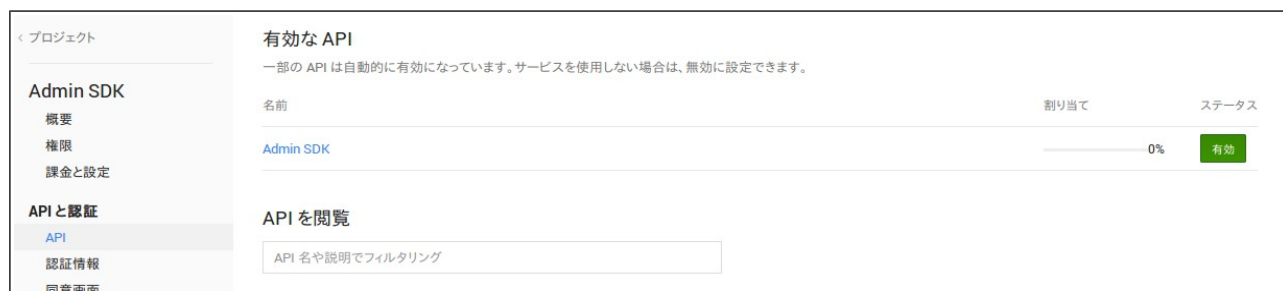 < プロジェクト
Admin SDK
概要
権限
課金と設定
APIと認証
API
認証情報
同意画面
有効な API
一部の API は自動的に有効になっています。サービスを使用しない場合は、無効に設定できます。
名前 割り当て ステータス
Admin SDK 0% 有効
API を閲覧
API 名や説明でフィルタリング